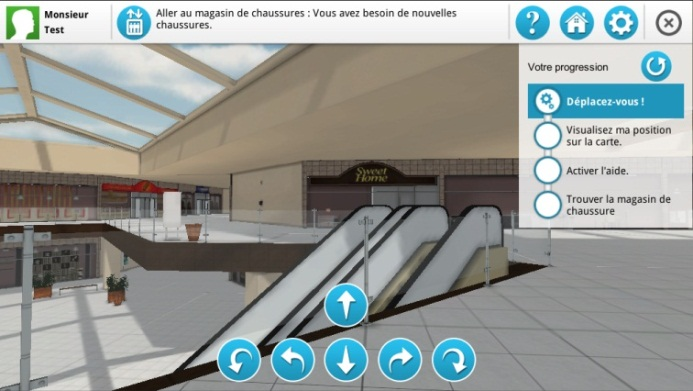 Monsieur
Test
Aller au magasin de chaussures : Vous avez besoin de nouvelles
chaussures.
?
Votre progression
Déplacez-vous !
Visualisez ma position
sur la carte.
Activer l'aide.
Trouver la magasin de
chaussure
Sweet
Home